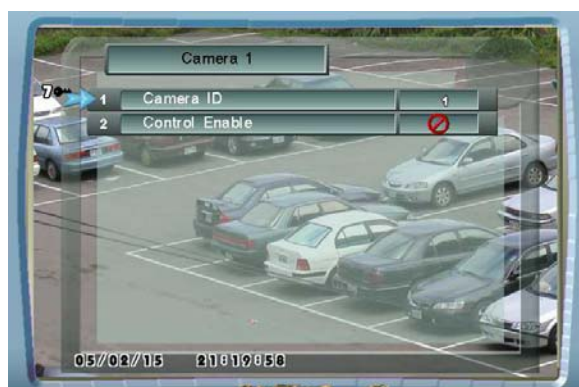 Camera 1
7
1 Camera ID 1
2 Control Enable
05/02/15 21:19:58